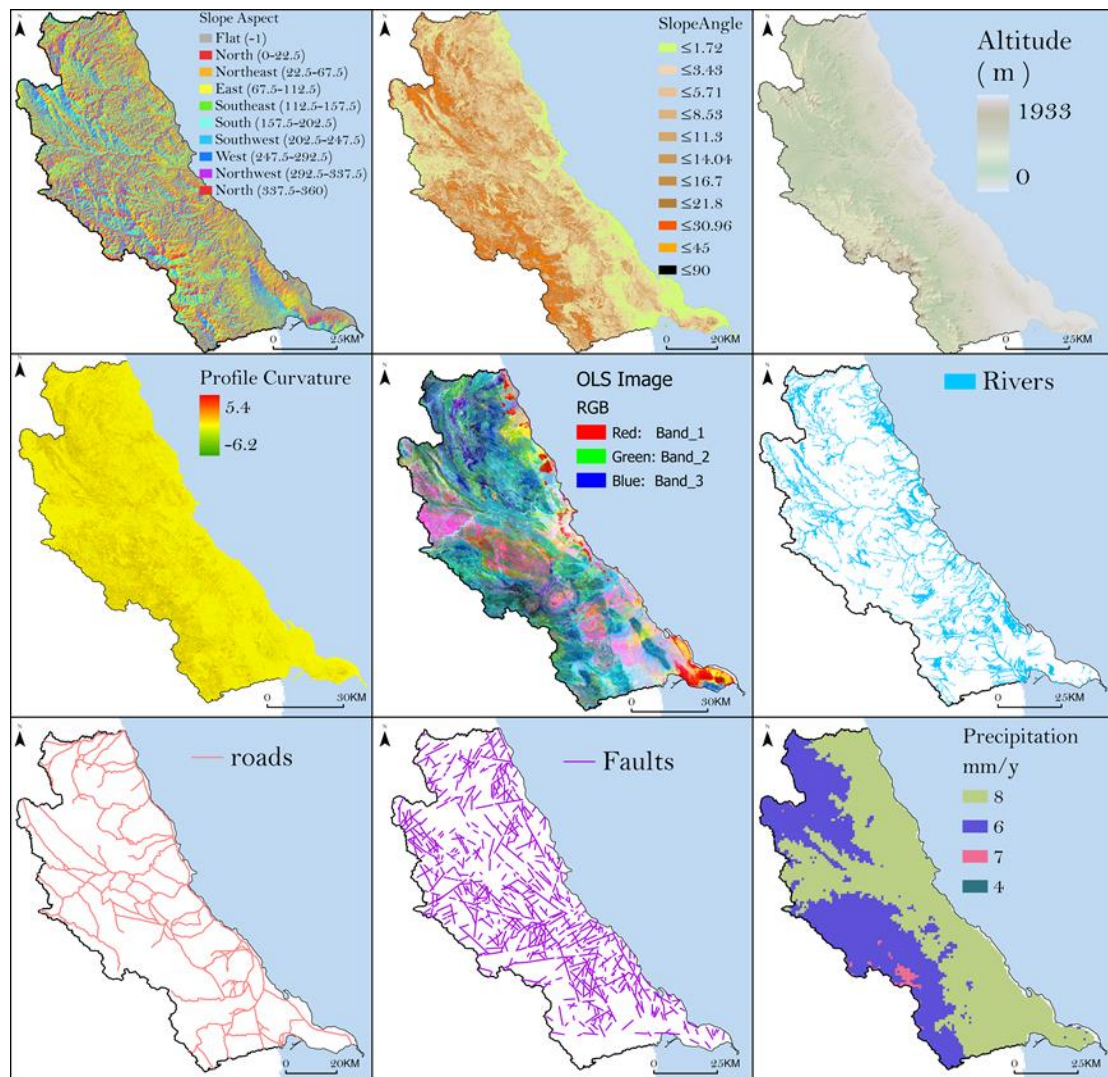 N
Slope Aspect
Flat (-1)
North (0-22.5)
Northeast (22.5-67.5)
East (67.5-112.5)
Southeast (112.5-157.5)
South (157.5-202.5)
Southwest (202.5-247.5)
West (247.5-292.5)
Northwest (292.5-337.5)
North (337.5-360)
0 25KM
N
SlopeAngle
≤1.72
≤3.43
≤5.71
≤8.53
≤11.3
≤14.04
≤16.7
≤21.8
≤30.96
≤45
≤90
0 20KM
N
Altitude
( m )
1933
0
0 25KM
N
Profile Curvature
5.4
-6.2
0 30KM
N
OLS Image
RGB
Red: Band_1
Green: Band_2
Blue: Band_3
0 30KM
N
Rivers
0 25KM
N
roads
0 20KM
N
Faults
0 25KM
N
Precipitation
mm/y
8
6
7
4
0 25KM